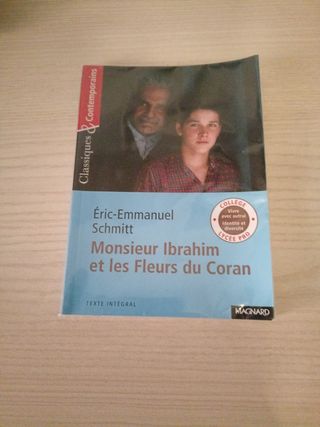 Classiques & Contemporains
Éric-Emmanuel
Schmitt
Monsieur Ibrahim
et les Fleurs du Coran
COLLÈGE
Vivre
avec autrui
Identité et
diversité
LYCÉE PRO
TEXTE INTÉGRAL
MAGNARD